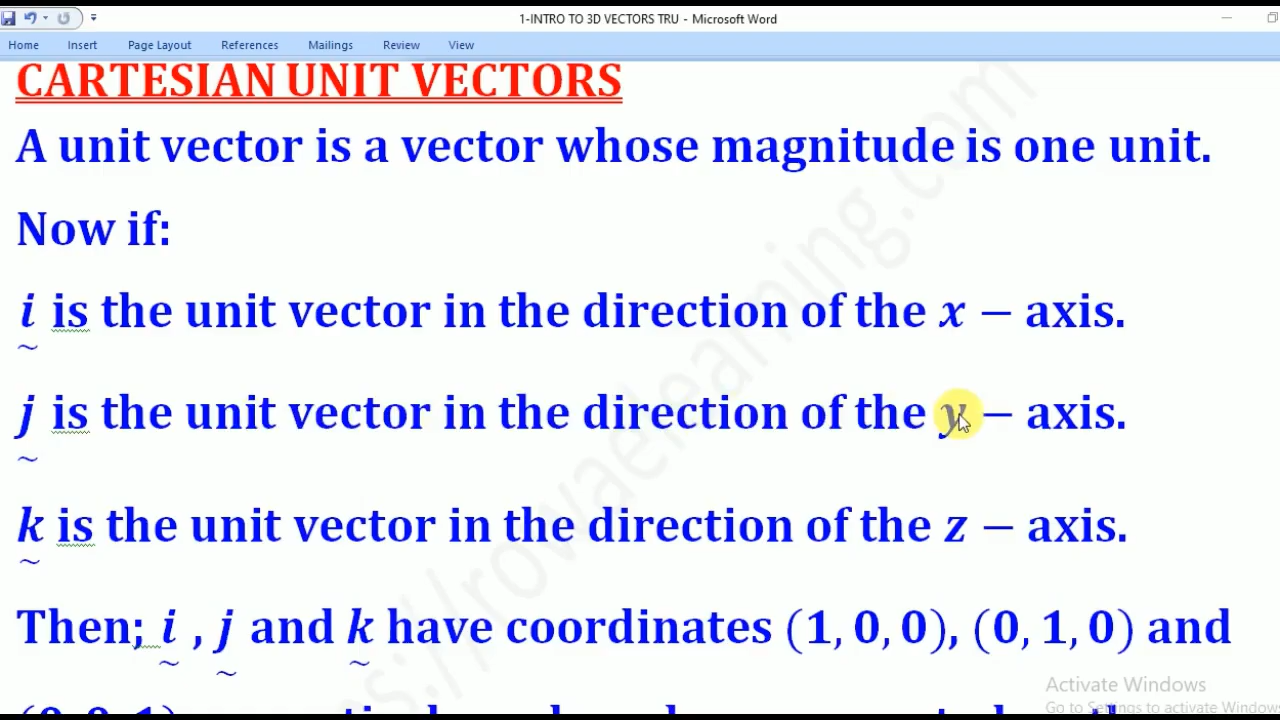 1-INTRO TO 3D VECTORS TRU - Microsoft Word
Home Insert Page Layout References Mailings Review View
CARTESIAN UNIT VECTORS
A unit vector is a vector whose magnitude is one unit.
Now if:
i is the unit vector in the direction of the x − axis.
~
j is the unit vector in the direction of the y − axis.
~
k is the unit vector in the direction of the z − axis.
~
Then; i , j and k have coordinates (1, 0, 0), (0, 1, 0) and
~ ~ ~
Activate Windows
Go to Settings to activate Windows
rowaelearning.com